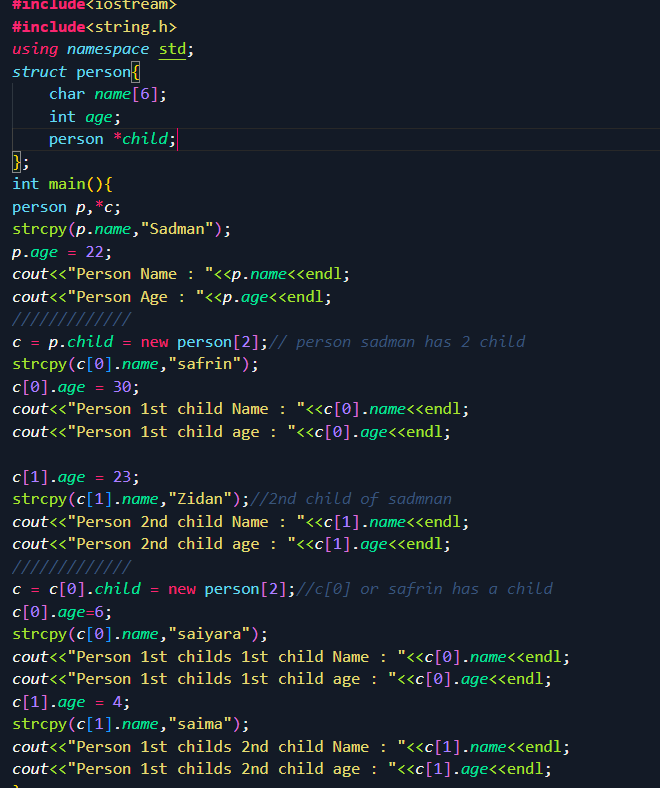 #include<iostream>
#include<string.h>
using namespace std;
struct person{
    char name[6];
    int age;
    person *child;
};
int main(){
person p,*c;
strcpy(p.name,"Sadman");
p.age = 22;
cout<<"Person Name : "<<p.name<<endl;
cout<<"Person Age : "<<p.age<<endl;
/////////////
c = p.child = new person[2];// person sadman has 2 child
strcpy(c[0].name,"safrin");
c[0].age = 30;
cout<<"Person 1st child Name : "<<c[0].name<<endl;
cout<<"Person 1st child age : "<<c[0].age<<endl;

c[1].age = 23;
strcpy(c[1].name,"Zidan");//2nd child of sadmnan
cout<<"Person 2nd child Name : "<<c[1].name<<endl;
cout<<"Person 2nd child age : "<<c[1].age<<endl;
/////////////
c = c[0].child = new person[2];//c[0] or safrin has a child
c[0].age=6;
strcpy(c[0].name,"saiyara");
cout<<"Person 1st childs 1st child Name : "<<c[0].name<<endl;
cout<<"Person 1st childs 1st child age : "<<c[0].age<<endl;
c[1].age = 4;
strcpy(c[1].name,"saima");
cout<<"Person 1st childs 2nd child Name : "<<c[1].name<<endl;
cout<<"Person 1st childs 2nd child age : "<<c[1].age<<endl;